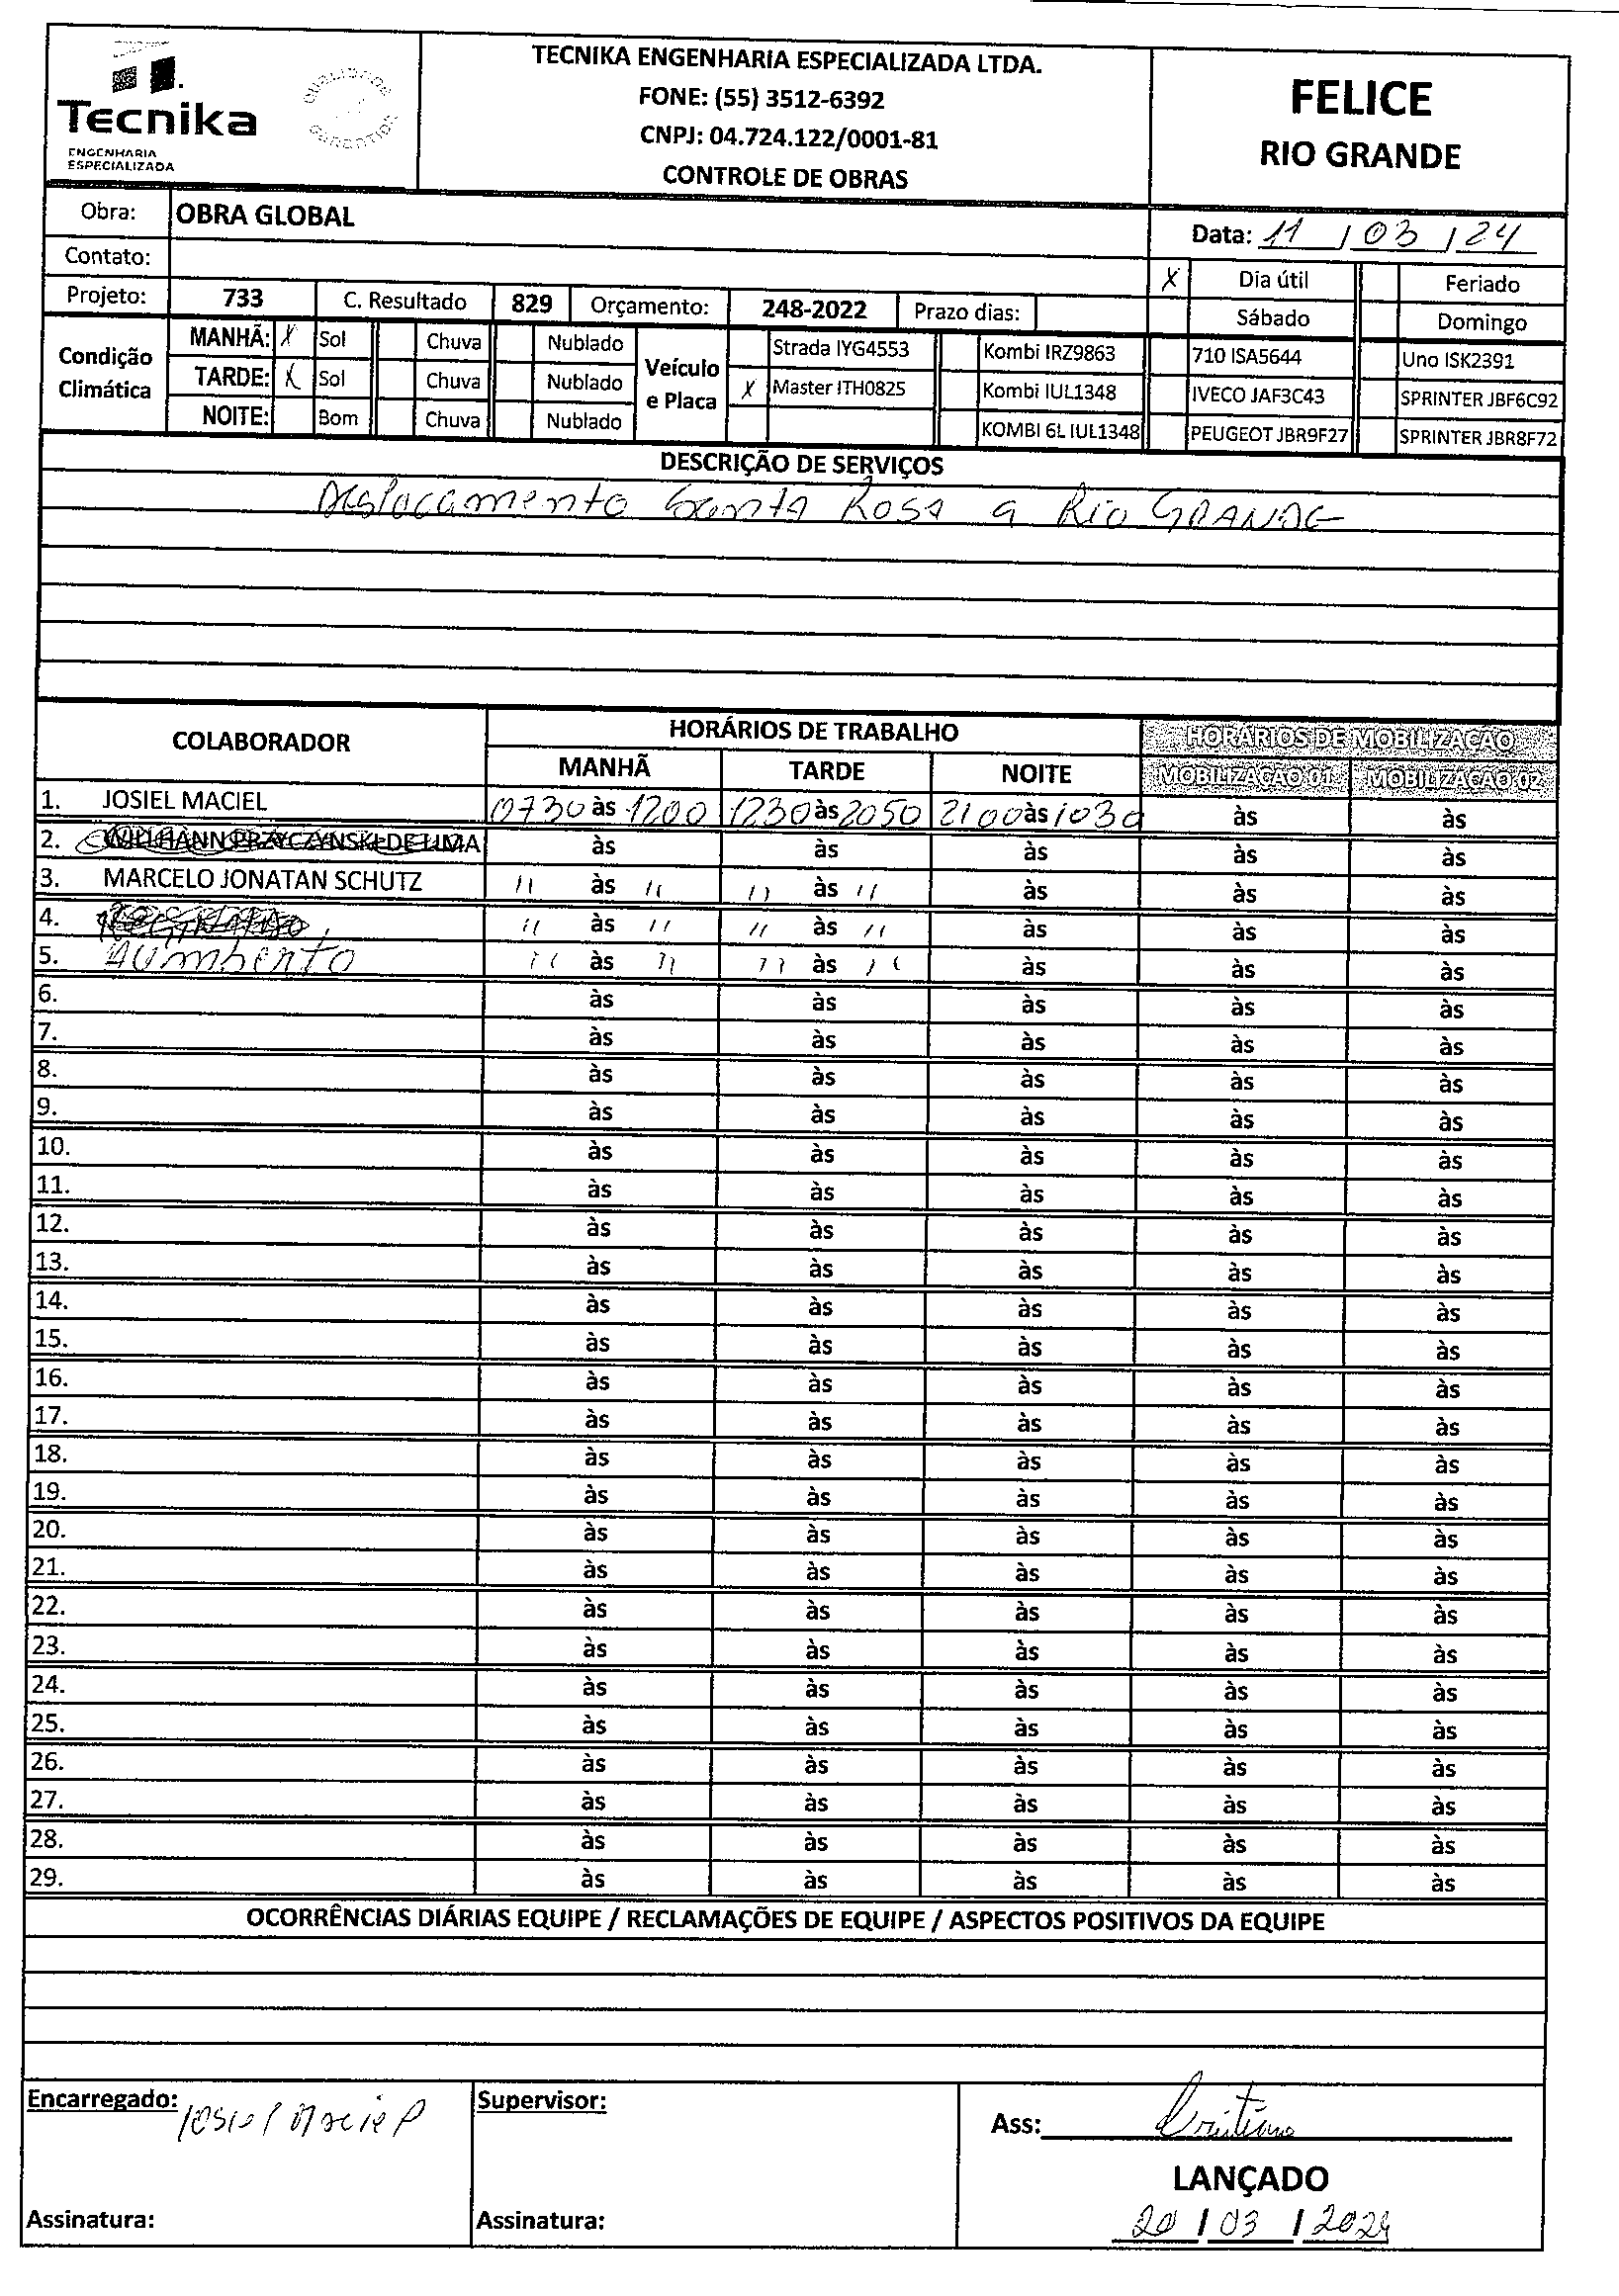 Tecnika
ENGENHARIA
ESPECIALIZADA
QUALIDADE
GARANTIDA
TECNIKA ENGENHARIA ESPECIALIZADA LTDA.
FONE: (55) 3512-6392
CNPJ: 04.724.122/0001-81
CONTROLE DE OBRAS
FELICE
RIO GRANDE
Obra: OBRA GLOBAL
Data: 11 / 03 / 24
Contato:
X Dia útil Feriado
Projeto: 733 C. Resultado 829 Orçamento: 248-2022 Prazo dias:
Sábado Domingo
Condição Climática
MANHÃ: X Sol Chuva Nublado
TARDE: X Sol Chuva Nublado
NOITE: Bom Chuva Nublado
Veículo e Placa
Strada IYG4553 Kombi IRZ9863 710 ISA5644 Uno ISK2391
X Master ITH0825 Kombi IUL1348 IVECO JAF3C43 SPRINTER JBF6C92
KOMBI 6L IUL1348 PEUGEOT JBR9F27 SPRINTER JBR8F72
DESCRIÇÃO DE SERVIÇOS
Deslocamento Santa Rosa a Rio GRANDE
COLABORADOR HORÁRIOS DE TRABALHO HORÁRIOS DE MOBILIZAÇÃO
MANHÃ TARDE NOITE MOBILIZAÇÃO 01 MOBILIZAÇÃO 02
1. JOSIEL MACIEL 0730 às 1200 1230 às 2050 2100 às 1030 às às
2. às às às às às
3. MARCELO JONATAN SCHUTZ " às " " às " às às às
4. " às " " às " às às às
5. Humberto " às " " às " às às às
6. às às às às às
7. às às às às às
8. às às às às às
9. às às às às às
10. às às às às às
11. às às às às às
12. às às às às às
13. às às às às às
14. às às às às às
15. às às às às às
16. às às às às às
17. às às às às às
18. às às às às às
19. às às às às às
20. às às às às às
21. às às às às às
22. às às às às às
23. às às às às às
24. às às às às às
25. às às às às às
26. às às às às às
27. às às às às às
28. às às às às às
29. às às às às às
OCORRÊNCIAS DIÁRIAS EQUIPE / RECLAMAÇÕES DE EQUIPE / ASPECTOS POSITIVOS DA EQUIPE
Encarregado: Josiel Maciel
Supervisor:
Ass: Cristiano
LANÇADO
Assinatura:
Assinatura:
20 / 03 / 2024